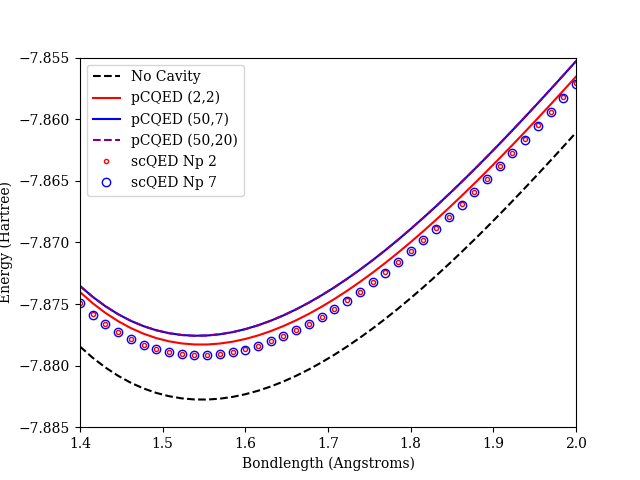 −7.855
−7.860
−7.865
−7.870
−7.875
−7.880
−7.885
Energy (Hartree)
No Cavity
pCQED (2,2)
pCQED (50,7)
pCQED (50,20)
scQED Np 2
scQED Np 7
1.4 1.5 1.6 1.7 1.8 1.9 2.0
Bondlength (Angstroms)